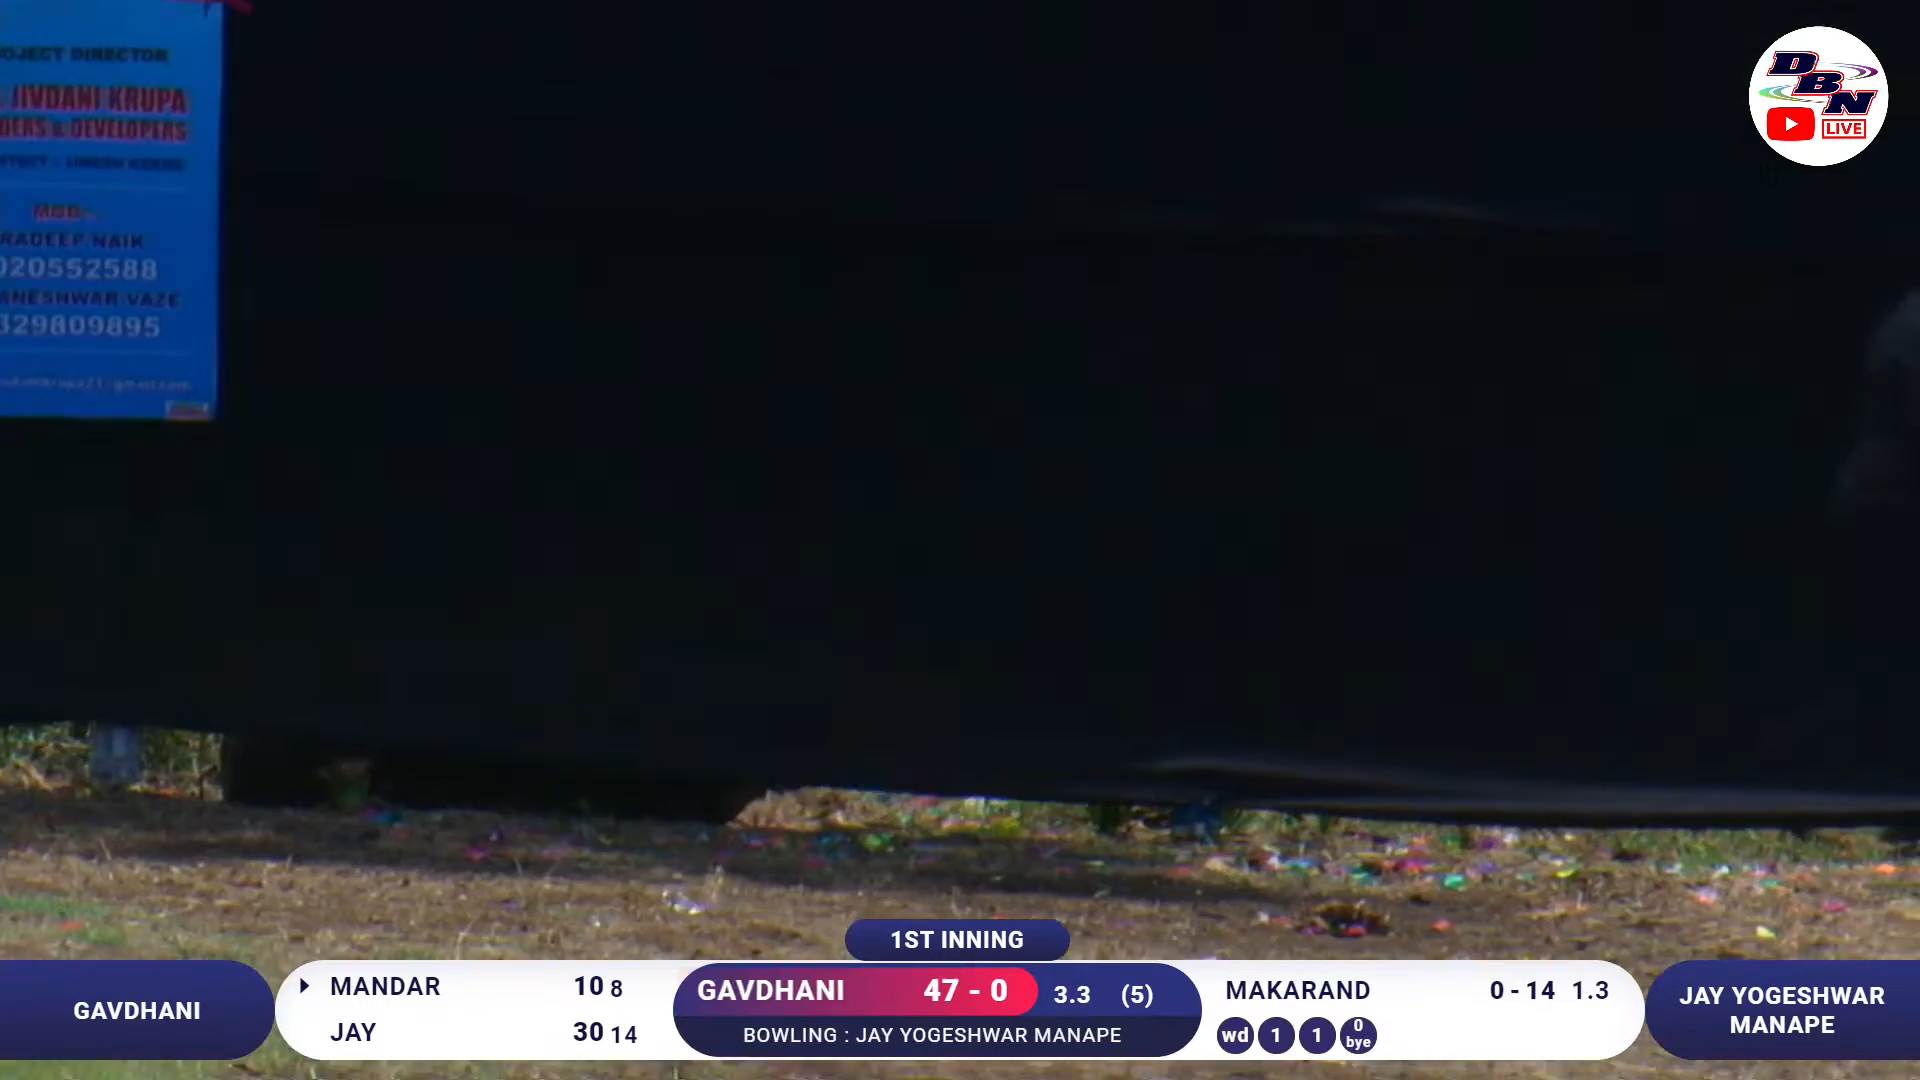 OJECT DIRECTOR
JIVDANI KRUPA
DERS & DEVELOPERS
MOB.
RADEEP NAIK
020552588
ANESHWAR VAZE
329809895
DBN
LIVE
1ST INNING
GAVDHANI
MANDAR 10 8
JAY 30 14
GAVDHANI 47 - 0 3.3 (5)
BOWLING : JAY YOGESHWAR MANAPE
MAKARAND 0 - 14 1.3
wd 1 1 0 bye
JAY YOGESHWAR
MANAPE